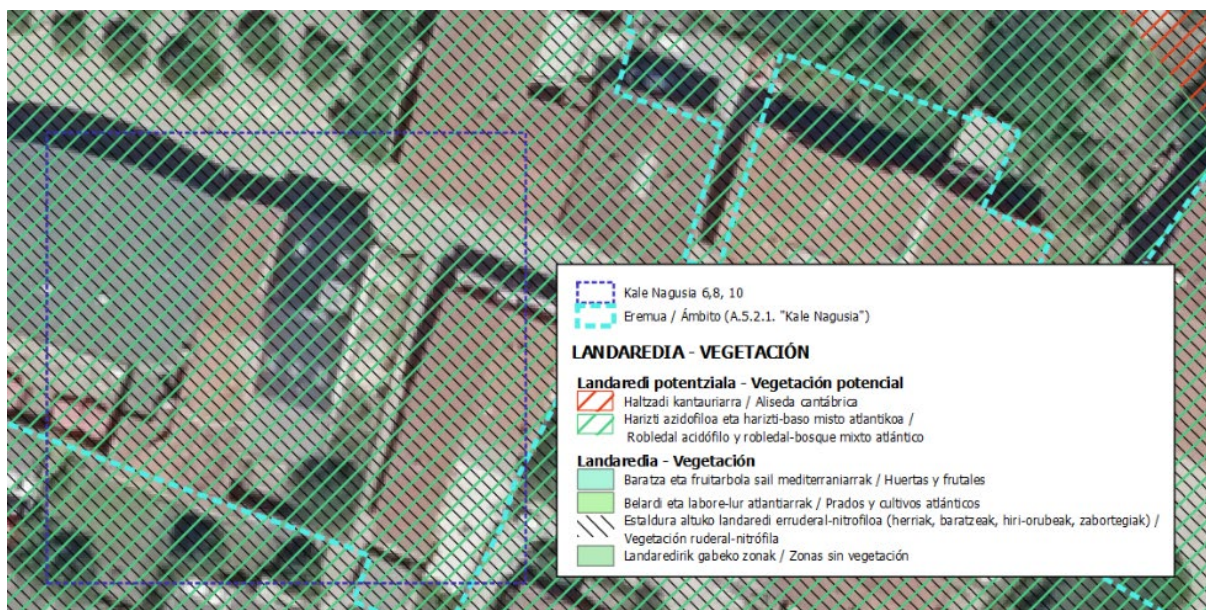 Kale Nagusia 6,8, 10
Eremua / Ámbito (A.5.2.1. "Kale Nagusia")
LANDAREDIA - VEGETACIÓN
Landaredi potentziala - Vegetación potencial
Haltzadi kantauriarra / Aliseda cantábrica
Harizti azidofiloa eta harizti-baso misto atlantikoa /
Robledal acidófilo y robledal-bosque mixto atlántico
Landaredia - Vegetación
Baratza eta fruitarbola sail mediterraniarrak / Huertas y frutales
Belardi eta labore-lur atlantiarrak / Prados y cultivos atlánticos
Estaldura altuko landaredi erruderal-nitrofiloa (herriak, baratzeak, hiri-orubeak, zabortegiak) /
Vegetación ruderal-nitrófila
Landaredirik gabeko zonak / Zonas sin vegetación